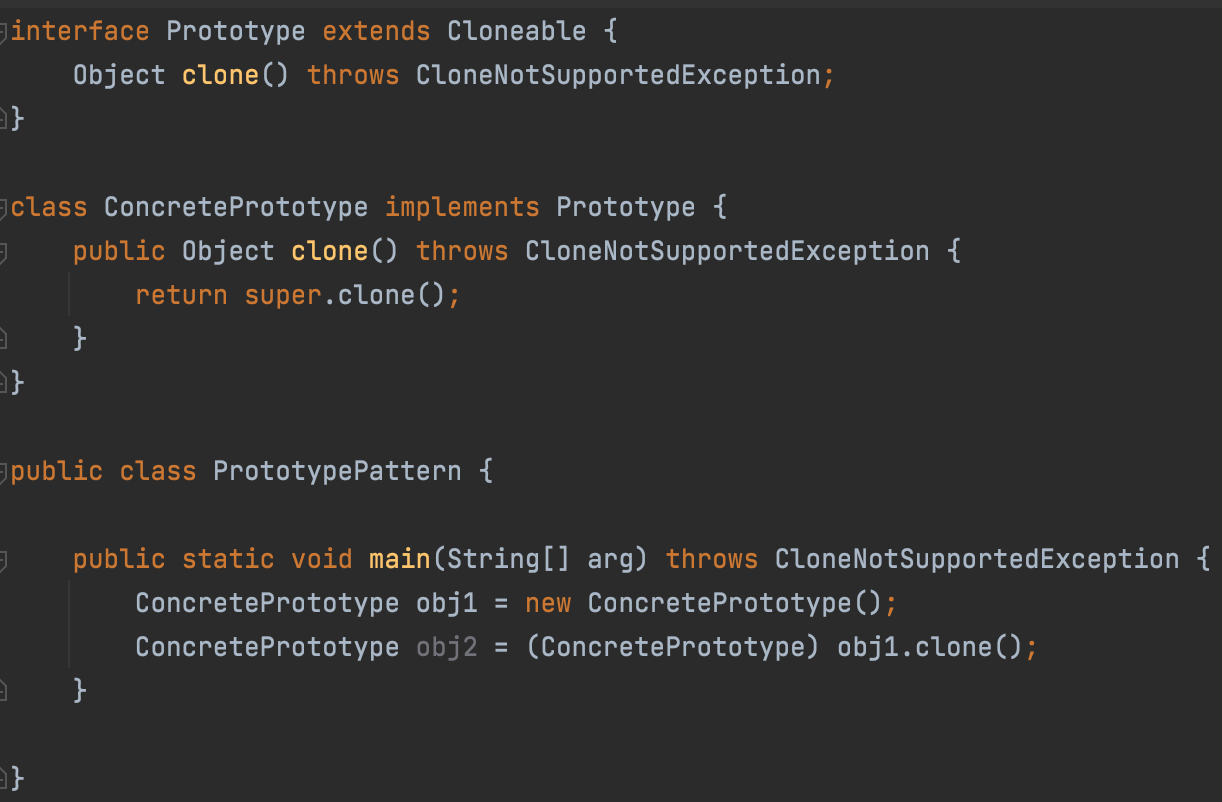 interface Prototype extends Cloneable {
    Object clone() throws CloneNotSupportedException;
}
class ConcretePrototype implements Prototype {
    public Object clone() throws CloneNotSupportedException {
        return super.clone();
    }
}
public class PrototypePattern {
    public static void main(String[] arg) throws CloneNotSupportedException {
        ConcretePrototype obj1 = new ConcretePrototype();
        ConcretePrototype obj2 = (ConcretePrototype) obj1.clone();
    }
}